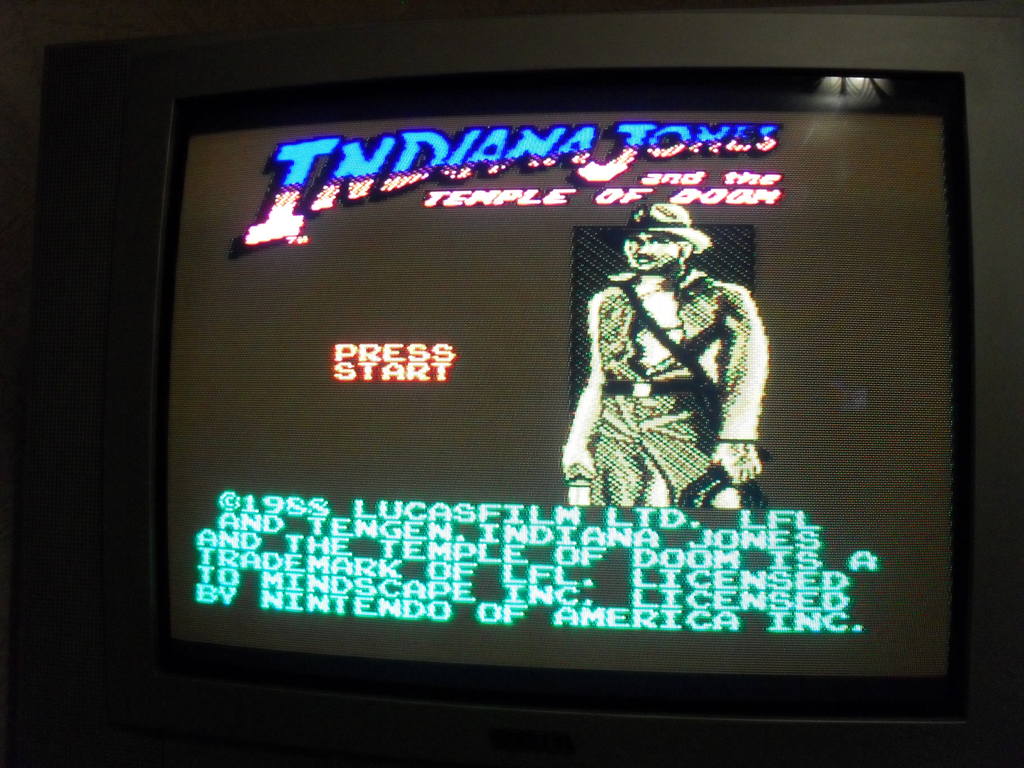 INDIANA JONES
and the
TEMPLE OF DOOM
TM
PRESS
START
©1988 LUCASFILM LTD. LFL
AND TENGEN.INDIANA JONES
AND THE TEMPLE OF DOOM IS A
TRADEMARK OF LFL. LICENSED
TO MINDSCAPE INC. LICENSED
BY NINTENDO OF AMERICA INC.